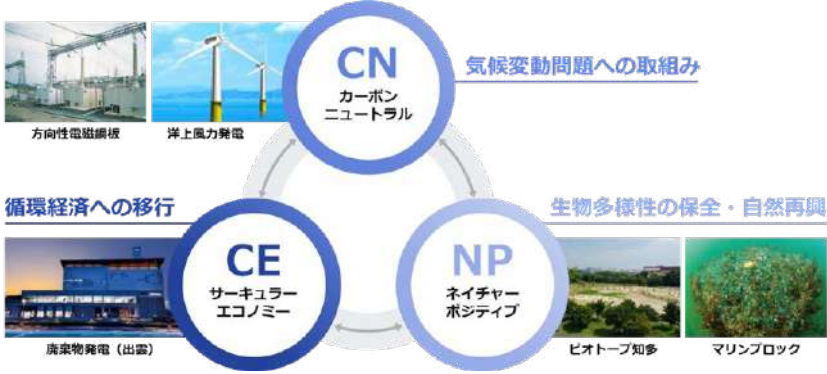 CN
カーボン
ニュートラル
気候変動問題への取組み
方向性電磁鋼板
洋上風力発電
循環経済への移行
生物多様性の保全・自然再興
CE
サーキュラー
エコノミー
NP
ネイチャー
ポジティブ
廃棄物発電（出雲）
ビオトープ知多
マリンブロック